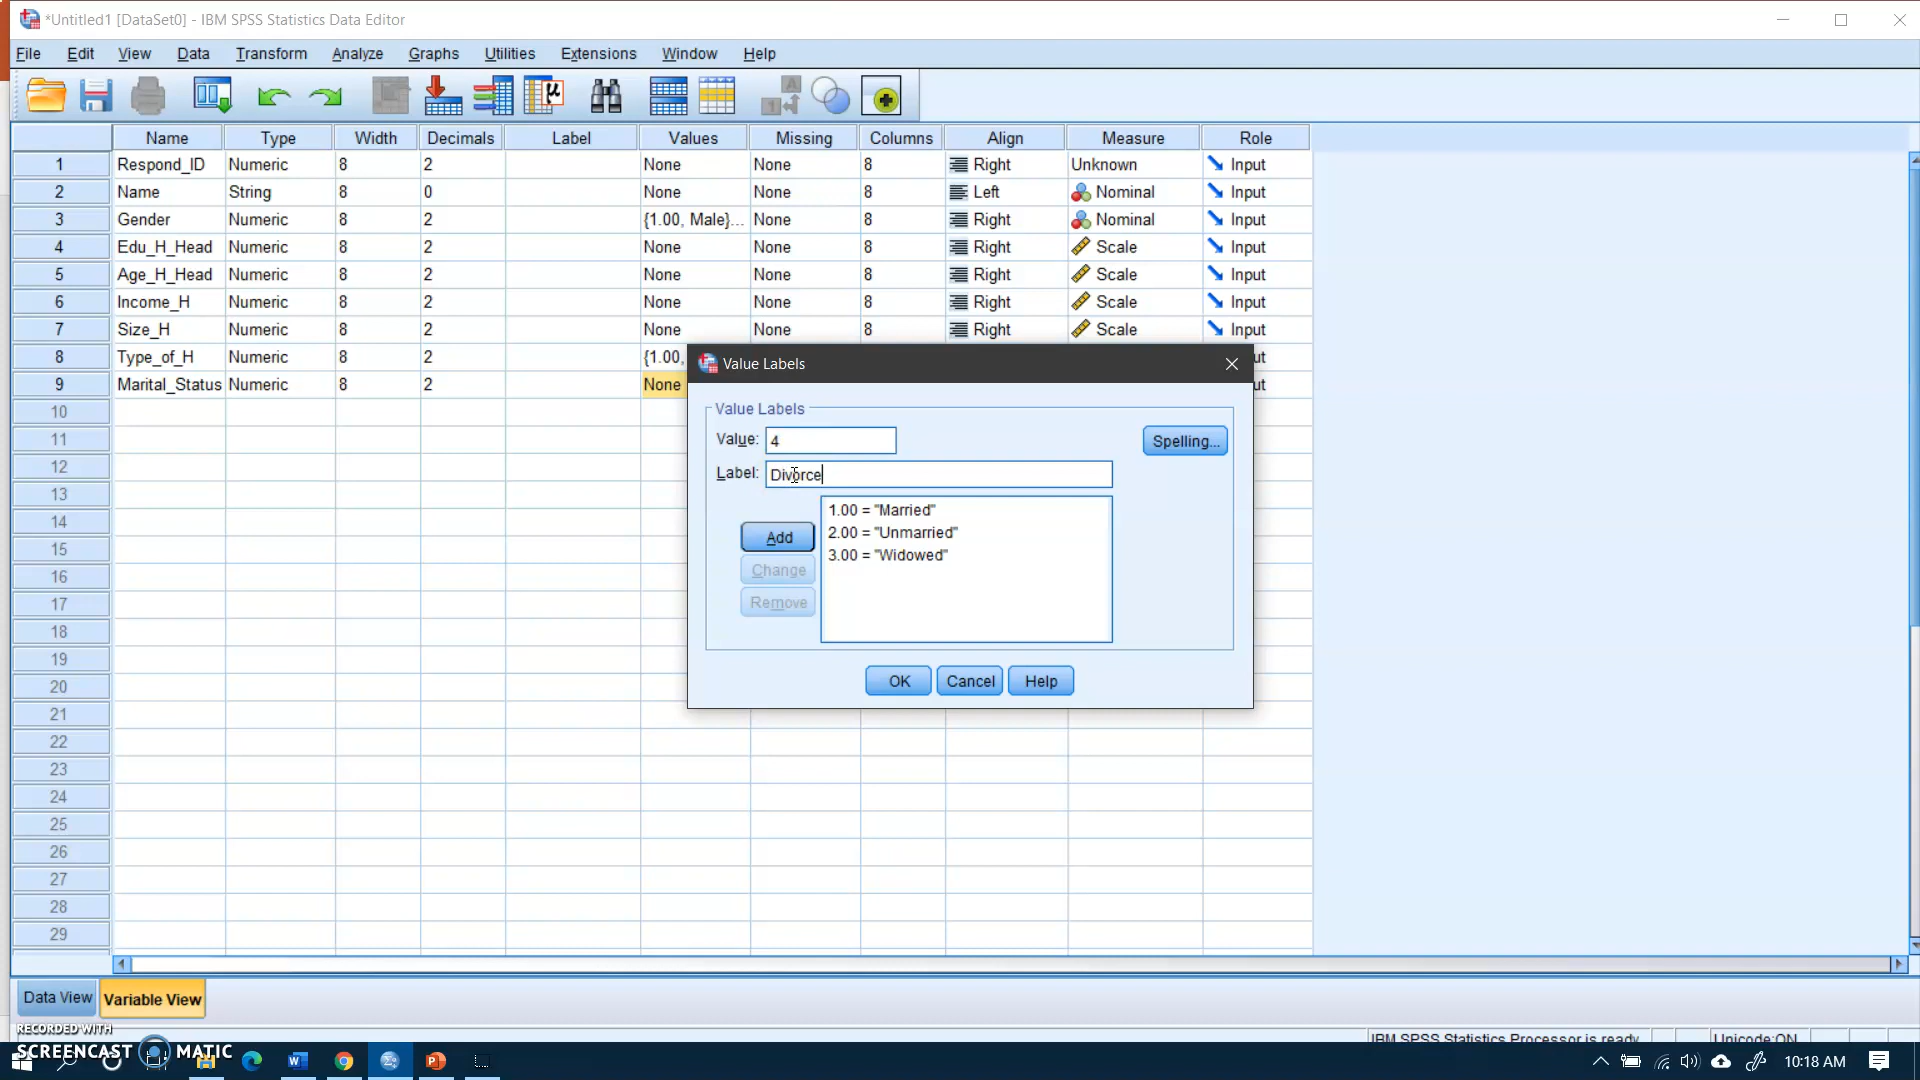 *Untitled1 [DataSet0] - IBM SPSS Statistics Data Editor
File Edit View Data Transform Analyze Graphs Utilities Extensions Window Help
Name Type Width Decimals Label Values Missing Columns Align Measure Role
1 Respond_ID Numeric 8 2 None None 8 Right Unknown Input
2 Name String 8 0 None None 8 Left Nominal Input
3 Gender Numeric 8 2 {1.00, Male}... None 8 Right Nominal Input
4 Edu_H_Head Numeric 8 2 None None 8 Right Scale Input
5 Age_H_Head Numeric 8 2 None None 8 Right Scale Input
6 Income_H Numeric 8 2 None None 8 Right Scale Input
7 Size_H Numeric 8 2 None None 8 Right Scale Input
8 Type_of_H Numeric 8 2 {1.00, ut
9 Marital_Status Numeric 8 2 None ut
10
11
12
13
14
15
16
17
18
19
20
21
22
23
24
25
26
27
28
29
Value Labels
Value Labels
Value: 4
Spelling...
Label: Divorce
1.00 = "Married"
2.00 = "Unmarried"
3.00 = "Widowed"
Add
Change
Remove
OK Cancel Help
Data View Variable View
IBM SPSS Statistics Processor is ready Unicode:ON
RECORDED WITH
SCREENCAST MATIC
10:18 AM